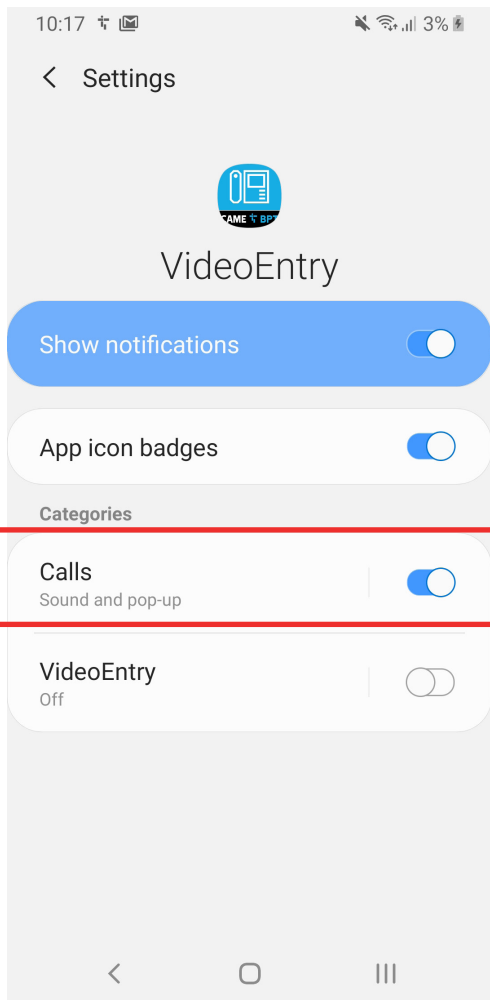 10:17
3%
Settings
CAME BPT
VideoEntry
Show notifications
App icon badges
Categories
Calls
Sound and pop-up
VideoEntry
Off